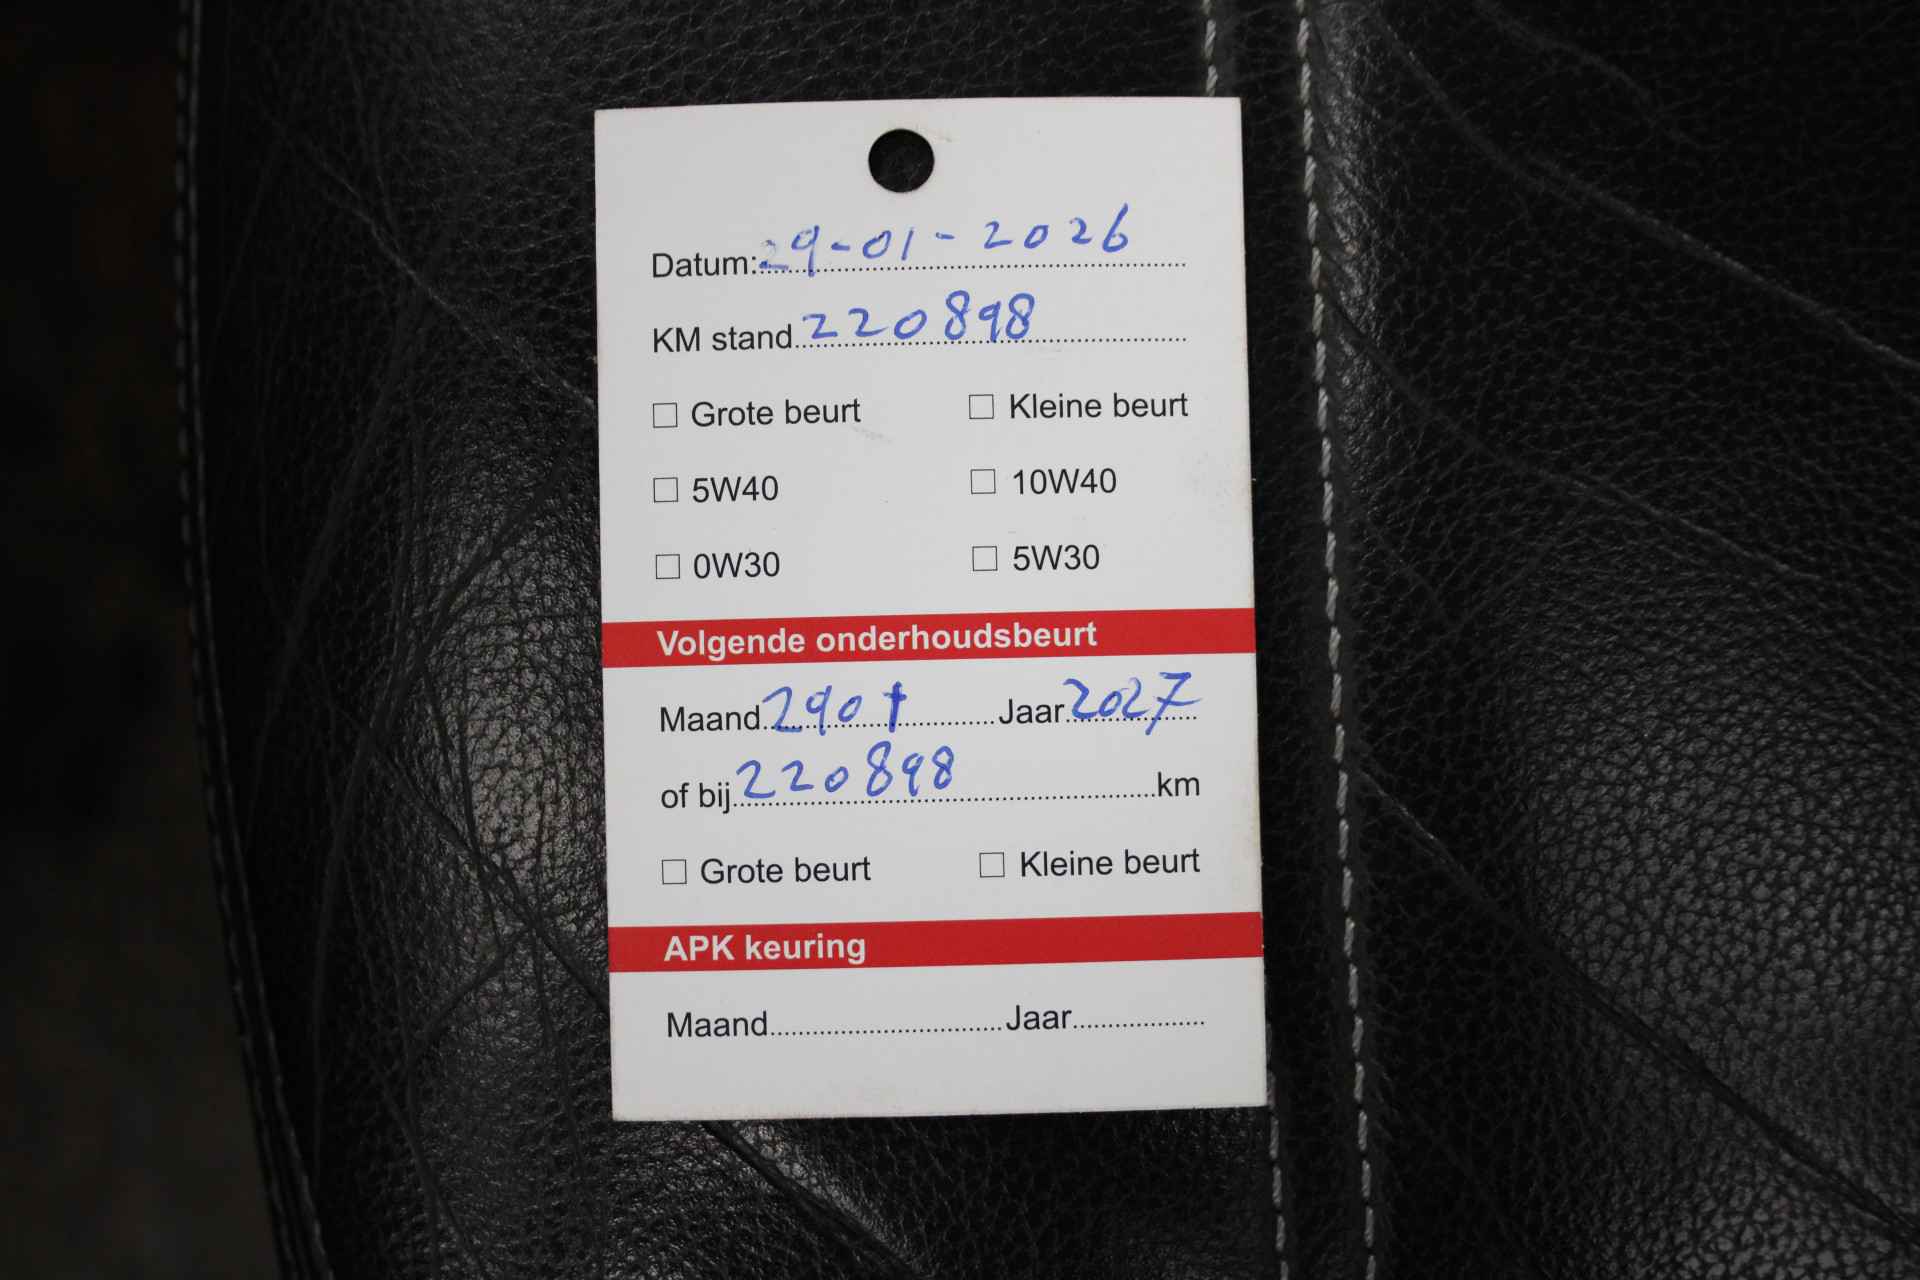 Datum: 29-01-2026
KM stand 220898
Grote beurt Kleine beurt
5W40 10W40
0W30 5W30
Volgende onderhoudsbeurt
Maand 2901 Jaar 2027
of bij 220898 km
Grote beurt Kleine beurt
APK keuring
Maand Jaar